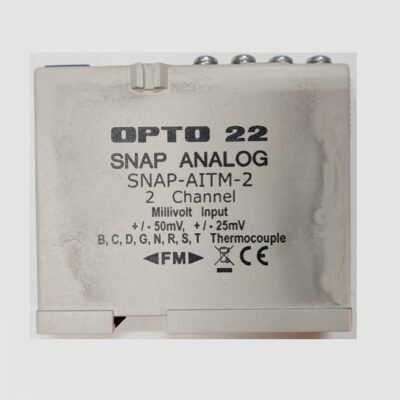 OPTO 22
SNAP ANALOG
SNAP-AITM-2
2 Channel
Millivolt Input
+/- 50mV, +/- 25mV
B, C, D, G, N, R, S, T Thermocouple
FM CE